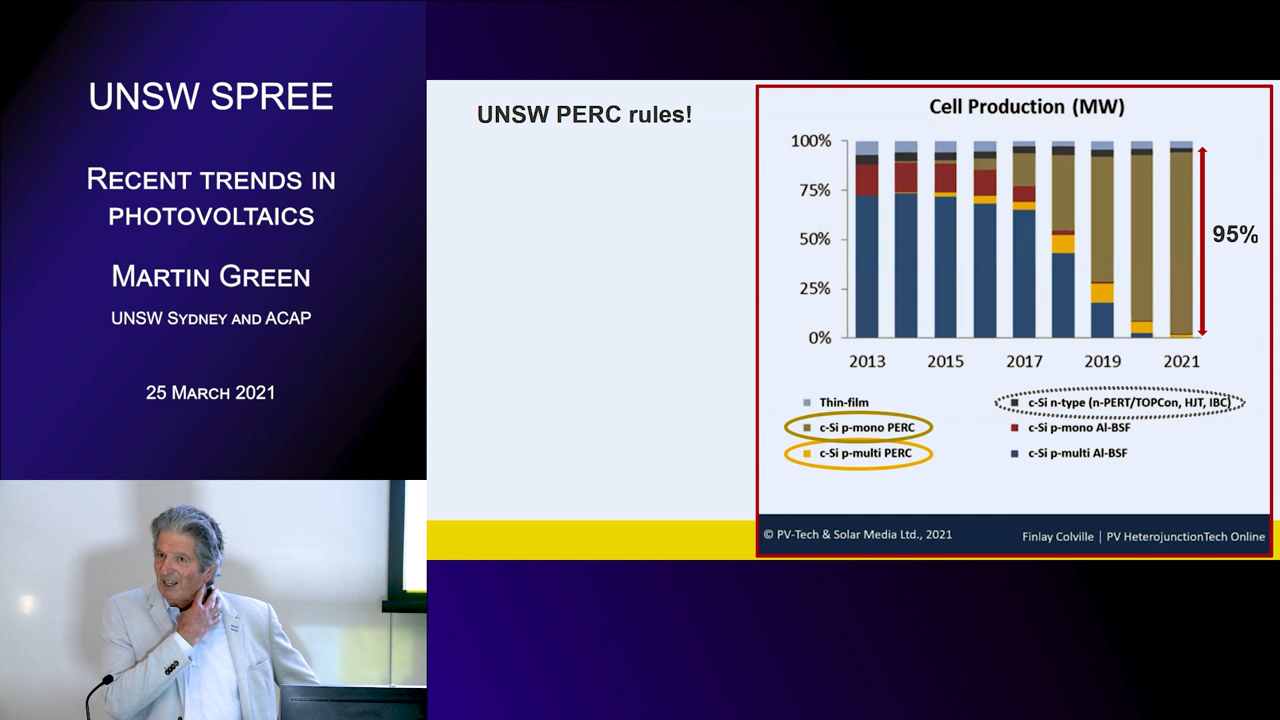 UNSW SPREE
RECENT TRENDS IN
PHOTOVOLTAICS
MARTIN GREEN
UNSW SYDNEY AND ACAP
25 MARCH 2021
UNSW PERC rules!
Cell Production (MW)
100%
75%
50%
25%
0%
95%
2013 2015 2017 2019 2021
Thin-film
c-Si n-type (n-PERT/TOPCon, HJT, IBC)
c-Si p-mono PERC
c-Si p-mono Al-BSF
c-Si p-multi PERC
c-Si p-multi Al-BSF
© PV-Tech & Solar Media Ltd., 2021
Finlay Colville | PV HeterojunctionTech Online